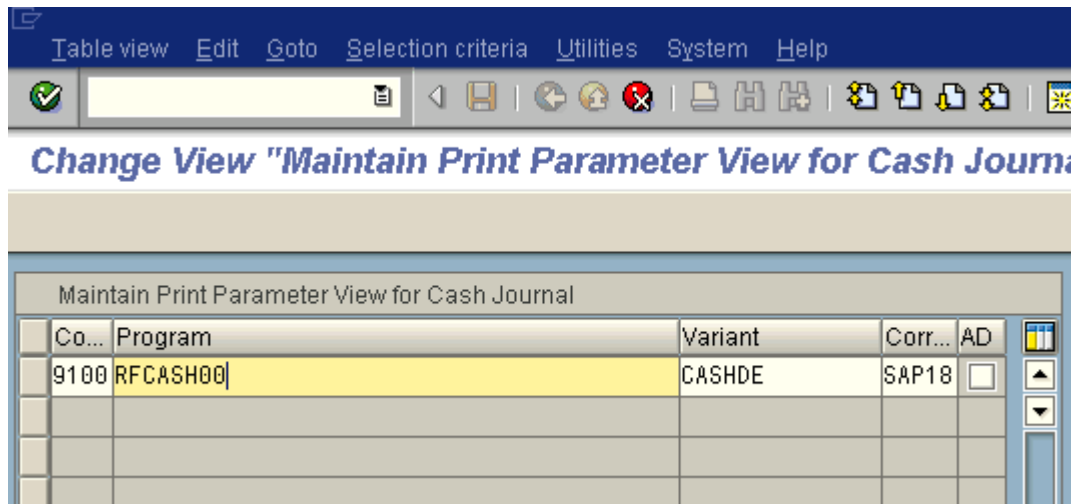 Table view Edit Goto Selection criteria Utilities System Help
Change View "Maintain Print Parameter View for Cash Journa
Maintain Print Parameter View for Cash Journal
Co... Program Variant Corr... AD
9100 RFCASH00 CASHDE SAP18